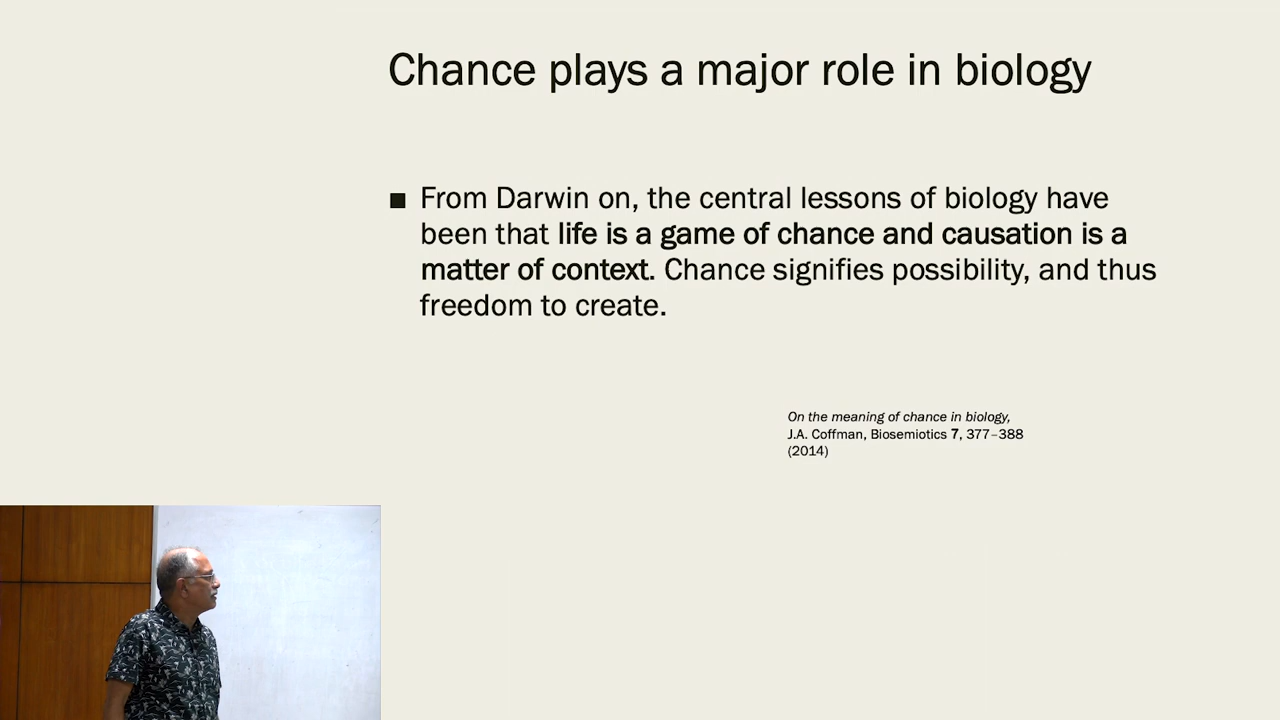 Chance plays a major role in biology
■ From Darwin on, the central lessons of biology have
been that life is a game of chance and causation is a
matter of context. Chance signifies possibility, and thus
freedom to create.
On the meaning of chance in biology,
J.A. Coffman, Biosemiotics 7, 377–388
(2014)